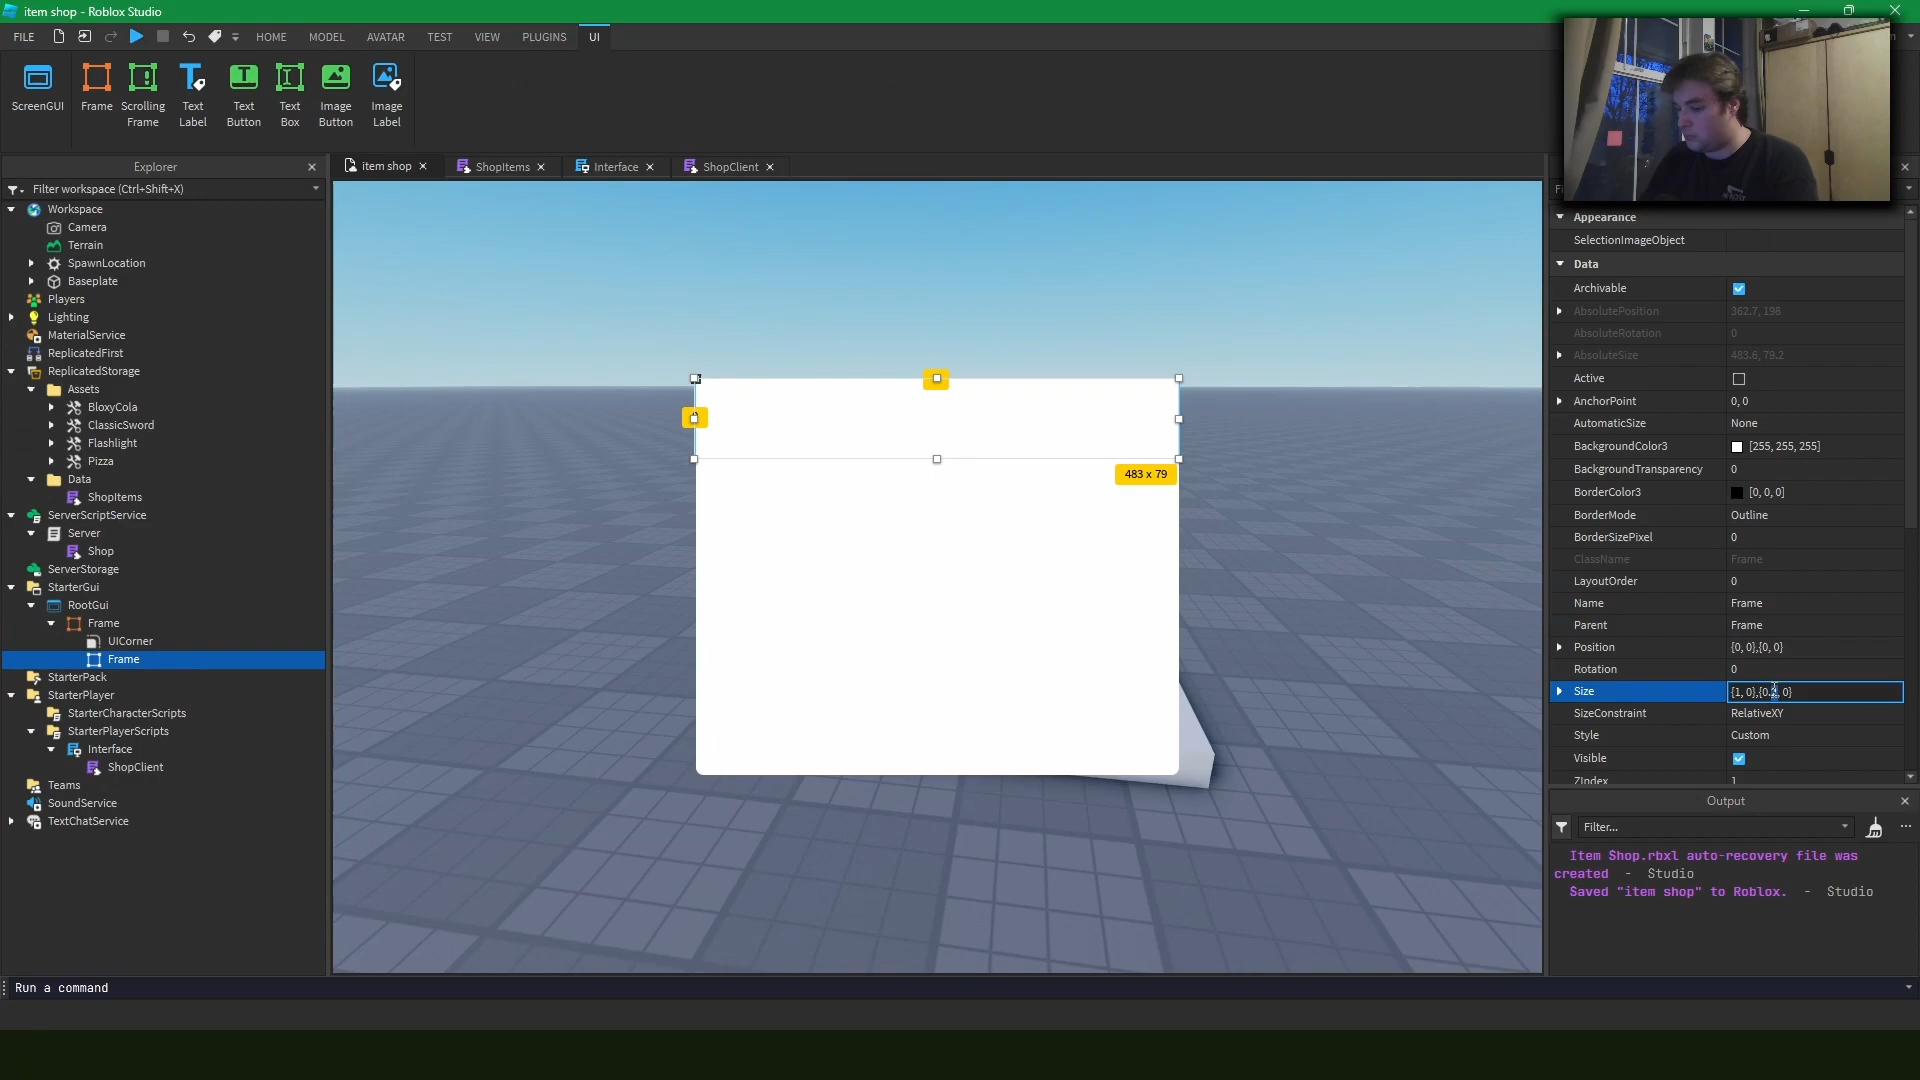 item shop - Roblox Studio
FILE
HOME
MODEL
AVATAR
TEST
VIEW
PLUGINS
UI
ScreenGUI
Frame
Scrolling
Frame
Text
Label
Text
Button
Text
Box
Image
Button
Image
Label
Explorer
item shop
ShopItems
Interface
ShopClient
Filter workspace (Ctrl+Shift+X)
Workspace
Camera
Terrain
SpawnLocation
Baseplate
Players
Lighting
MaterialService
ReplicatedFirst
ReplicatedStorage
Assets
BloxyCola
ClassicSword
Flashlight
Pizza
Data
ShopItems
ServerScriptService
Server
Shop
ServerStorage
StarterGui
RootGui
Frame
UICorner
Frame
StarterPack
StarterPlayer
StarterCharacterScripts
StarterPlayerScripts
Interface
ShopClient
Teams
SoundService
TextChatService
483 x 79
Appearance
SelectionImageObject
Data
Archivable
AbsolutePosition 362.7, 198
AbsoluteRotation 0
AbsoluteSize 483.6, 79.2
Active
AnchorPoint 0, 0
AutomaticSize None
BackgroundColor3 [255, 255, 255]
BackgroundTransparency 0
BorderColor3 [0, 0, 0]
BorderMode Outline
BorderSizePixel 0
ClassName Frame
LayoutOrder 0
Name Frame
Parent Frame
Position {0, 0},{0, 0}
Rotation 0
Size {1, 0},{0.2, 0}
SizeConstraint RelativeXY
Style Custom
Visible
ZIndex 1
Output
Filter...
Item Shop.rbxl auto-recovery file was
created - Studio
Saved "item shop" to Roblox. - Studio
Run a command